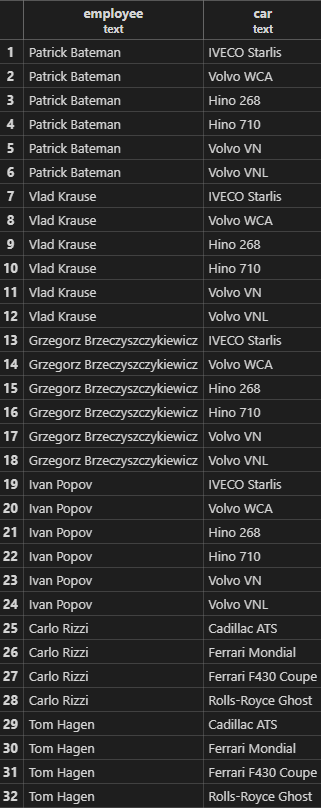 employee car
text text
1 Patrick Bateman IVECO Starlis
2 Patrick Bateman Volvo WCA
3 Patrick Bateman Hino 268
4 Patrick Bateman Hino 710
5 Patrick Bateman Volvo VN
6 Patrick Bateman Volvo VNL
7 Vlad Krause IVECO Starlis
8 Vlad Krause Volvo WCA
9 Vlad Krause Hino 268
10 Vlad Krause Hino 710
11 Vlad Krause Volvo VN
12 Vlad Krause Volvo VNL
13 Grzegorz Brzeczyszczykiewicz IVECO Starlis
14 Grzegorz Brzeczyszczykiewicz Volvo WCA
15 Grzegorz Brzeczyszczykiewicz Hino 268
16 Grzegorz Brzeczyszczykiewicz Hino 710
17 Grzegorz Brzeczyszczykiewicz Volvo VN
18 Grzegorz Brzeczyszczykiewicz Volvo VNL
19 Ivan Popov IVECO Starlis
20 Ivan Popov Volvo WCA
21 Ivan Popov Hino 268
22 Ivan Popov Hino 710
23 Ivan Popov Volvo VN
24 Ivan Popov Volvo VNL
25 Carlo Rizzi Cadillac ATS
26 Carlo Rizzi Ferrari Mondial
27 Carlo Rizzi Ferrari F430 Coupe
28 Carlo Rizzi Rolls-Royce Ghost
29 Tom Hagen Cadillac ATS
30 Tom Hagen Ferrari Mondial
31 Tom Hagen Ferrari F430 Coupe
32 Tom Hagen Rolls-Royce Ghost